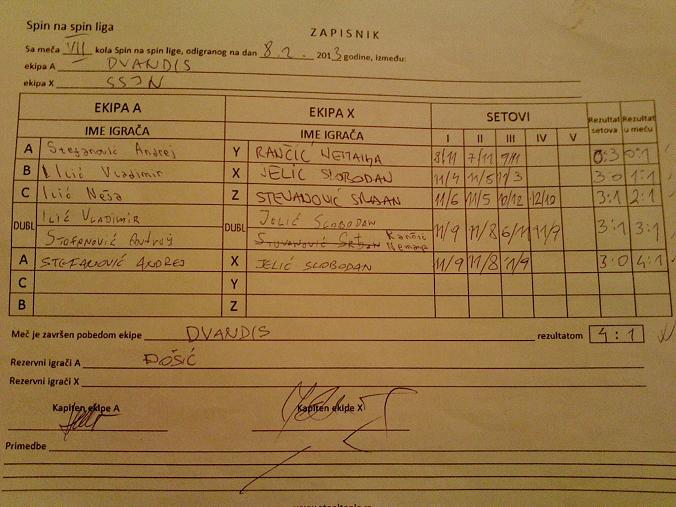 Spin na spin liga
ZAPISNIK
Sa meča VII kola Spin na spin lige, odigranog na dan 8.2. 2013 godine, između:
ekipa A DVANDIS
ekipa X SSJN
EKIPA A EKIPA X SETOVI Rezultat setova Rezultat u meču
IME IGRAČA IME IGRAČA I II III IV V
A Stefanović Andrej Y RANČIĆ NEMANJA 8/11 7/11 9/11 0:3 0:1
B Ilić Vladimir X JELIĆ SLOBODAN 11/4 11/5 11/3 3:0 1:1
C Ilić Neša Z STEVANOVIĆ SRĐAN 11/6 11/5 10/12 12/10 3:1 2:1
DUBL ILIĆ VLADIMIR DUBL JELIĆ SLOBODAN 11/9 11/8 6/11 11/9 3:1 3:1
Stefanović Andrej Stevanović Srđan Rančić Nemanja
A STEFANOVIĆ ANDREJ X JELIĆ SLOBODAN 11/9 11/8 11/9 3:0 4:1
C Y
B Z
Meč je završen pobedom ekipe DVANDIS rezultatom 4:1
Rezervni igrači A ĐOŠIĆ
Rezervni igrači X
Kapiten ekipe A Kapiten ekipe X
Primedbe